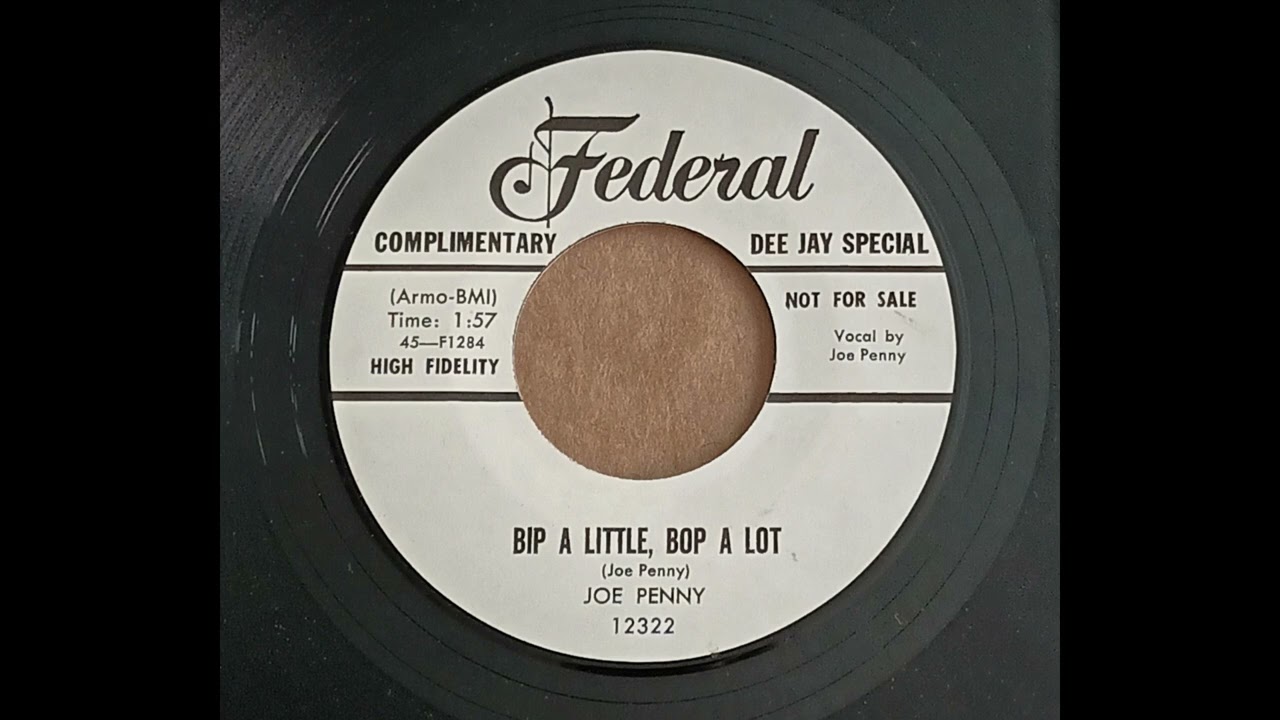 Federal
COMPLIMENTARY DEE JAY SPECIAL
(Armo-BMI)
Time: 1:57
45—F1284
HIGH FIDELITY
NOT FOR SALE
Vocal by
Joe Penny
BIP A LITTLE, BOP A LOT
(Joe Penny)
JOE PENNY
12322